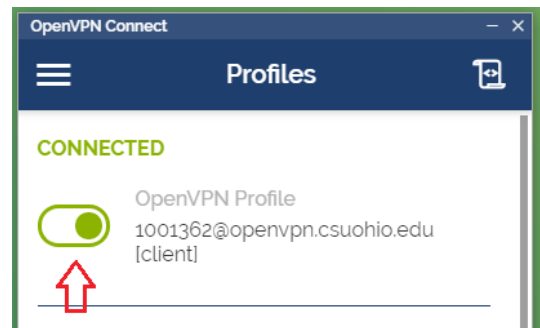 OpenVPN Connect
Profiles
CONNECTED
OpenVPN Profile
1001362@openvpn.csuohio.edu
[client]